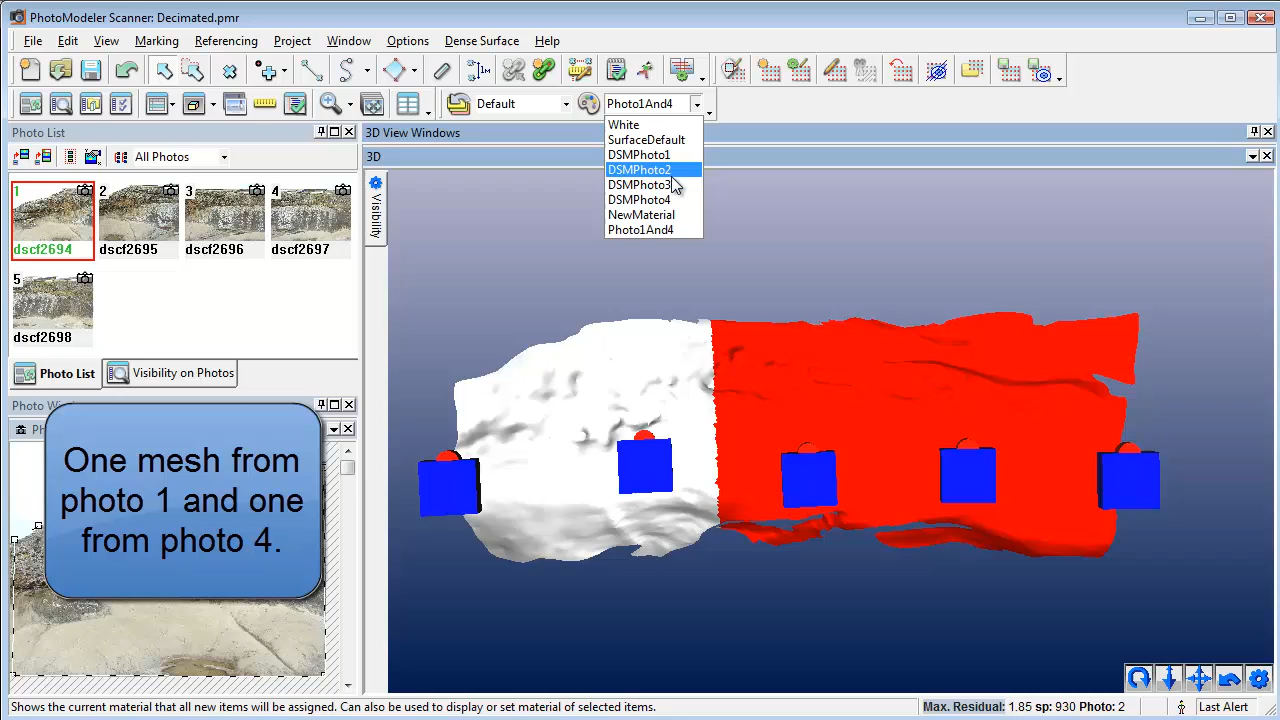 PhotoModeler Scanner: Decimated.pmr
File Edit View Marking Referencing Project Window Options Dense Surface Help
Default Photo1And4
Photo List
3D View Windows
All Photos
3D
White
SurfaceDefault
DSMPhoto1
DSMPhoto2
DSMPhoto3
DSMPhoto4
NewMaterial
Photo1And4
Visibility
1 2 3 4
dscf2694 dscf2695 dscf2696 dscf2697
5
dscf2698
Photo List Visibility on Photos
One mesh from
photo 1 and one
from photo 4.
Shows the current material that all new items will be assigned. Can also be used to display or set material of selected items.
Max. Residual: 1.85 sp: 930 Photo: 2
Last Alert